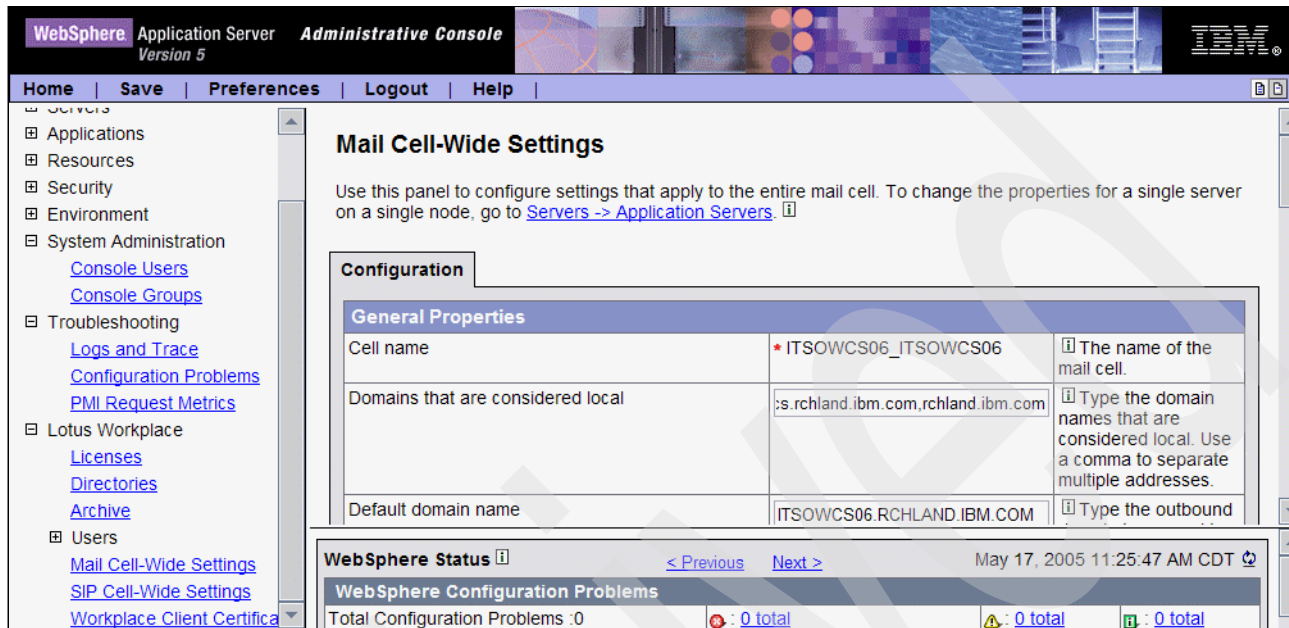 WebSphere Application Server Administrative Console
Version 5
IBM®
Home | Save | Preferences | Logout | Help |
Servers
Applications
Resources
Security
Environment
System Administration
Console Users
Console Groups
Troubleshooting
Logs and Trace
Configuration Problems
PMI Request Metrics
Lotus Workplace
Licenses
Directories
Archive
Users
Mail Cell-Wide Settings
SIP Cell-Wide Settings
Workplace Client Certifica
Mail Cell-Wide Settings
Use this panel to configure settings that apply to the entire mail cell. To change the properties for a single server
on a single node, go to Servers -> Application Servers. i
Configuration
General Properties
Cell name
* ITSOWCS06_ITSOWCS06
i The name of the
mail cell.
Domains that are considered local
:s.rchland.ibm.com,rchland.ibm.com
i Type the domain
names that are
considered local. Use
a comma to separate
multiple addresses.
Default domain name
ITSOWCS06.RCHLAND.IBM.COM
i Type the outbound
WebSphere Status i
< Previous Next >
May 17, 2005 11:25:47 AM CDT
WebSphere Configuration Problems
Total Configuration Problems :0
: 0 total
: 0 total
: 0 total